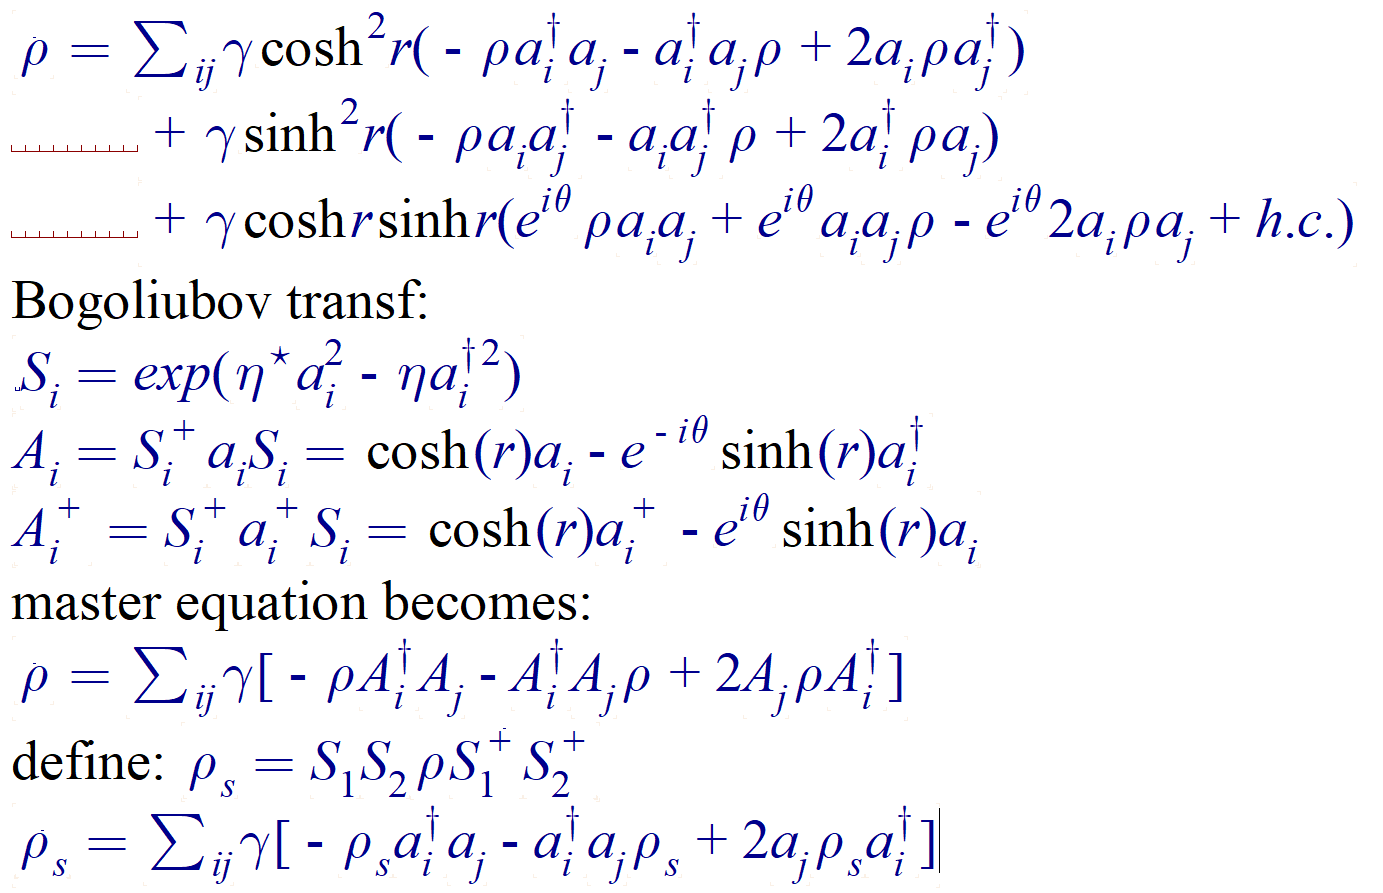 ρ̇ = ∑ᵢⱼ γ cosh²r( - ρaᵢ†aⱼ - aᵢ†aⱼρ + 2aᵢρaⱼ†)
+ γ sinh²r( - ρaᵢaⱼ† - aᵢaⱼ†ρ + 2aᵢ†ρaⱼ)
+ γ cosh r sinh r(e^{iθ}ρaᵢaⱼ + e^{iθ}aᵢaⱼρ - e^{iθ}2aᵢρaⱼ + h.c.)
Bogoliubov transf:
Sᵢ = exp(η⋆aᵢ² - ηaᵢ†²)
Aᵢ = Sᵢ⁺aᵢSᵢ = cosh(r)aᵢ - e^{-iθ} sinh(r)aᵢ†
Aᵢ⁺ = Sᵢ⁺aᵢ⁺Sᵢ = cosh(r)aᵢ⁺ - e^{iθ} sinh(r)aᵢ
master equation becomes:
ρ̇ = ∑ᵢⱼ γ[ - ρAᵢ†Aⱼ - Aᵢ†Aⱼρ + 2AⱼρAᵢ†]
define: ρₛ = S₁S₂ρS₁⁺S₂⁺
ρ̇ₛ = ∑ᵢⱼ γ[ - ρₛaᵢ†aⱼ - aᵢ†aⱼρₛ + 2aⱼρₛaᵢ†]